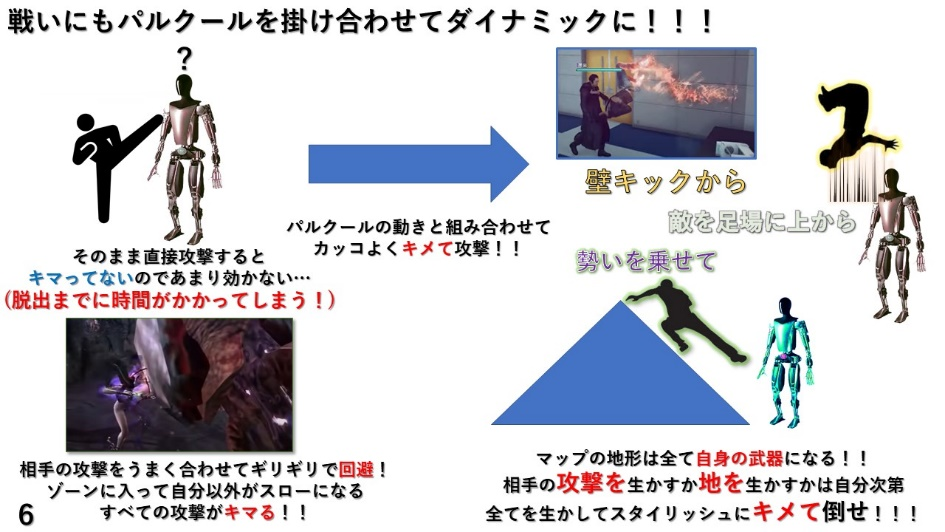 戦いにもパルクールを掛け合わせてダイナミックに！！！
？
そのまま直接攻撃すると
キマってないのであまり効かない…
(脱出までに時間がかかってしまう！)
パルクールの動きと組み合わせて
カッコよくキメて攻撃！！
壁キックから
敵を足場に上から
勢いを乗せて
相手の攻撃をうまく合わせてギリギリで回避！
ゾーンに入って自分以外がスローになる
すべての攻撃がキマる！！
マップの地形は全て自身の武器になる！！
相手の攻撃を生かすか地を生かすかは自分次第
全てを生かしてスタイリッシュにキメて倒せ！！！
6